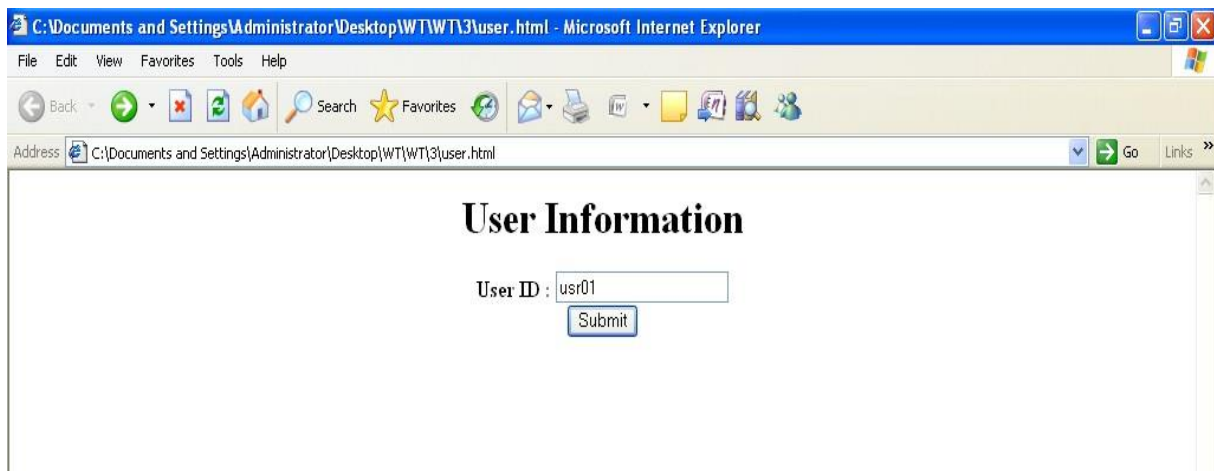 C:\Documents and Settings\Administrator\Desktop\WT\WT\3\user.html - Microsoft Internet Explorer
File Edit View Favorites Tools Help
Back Search Favorites
Address C:\Documents and Settings\Administrator\Desktop\WT\WT\3\user.html Go Links »
User Information
User ID : usr01
Submit